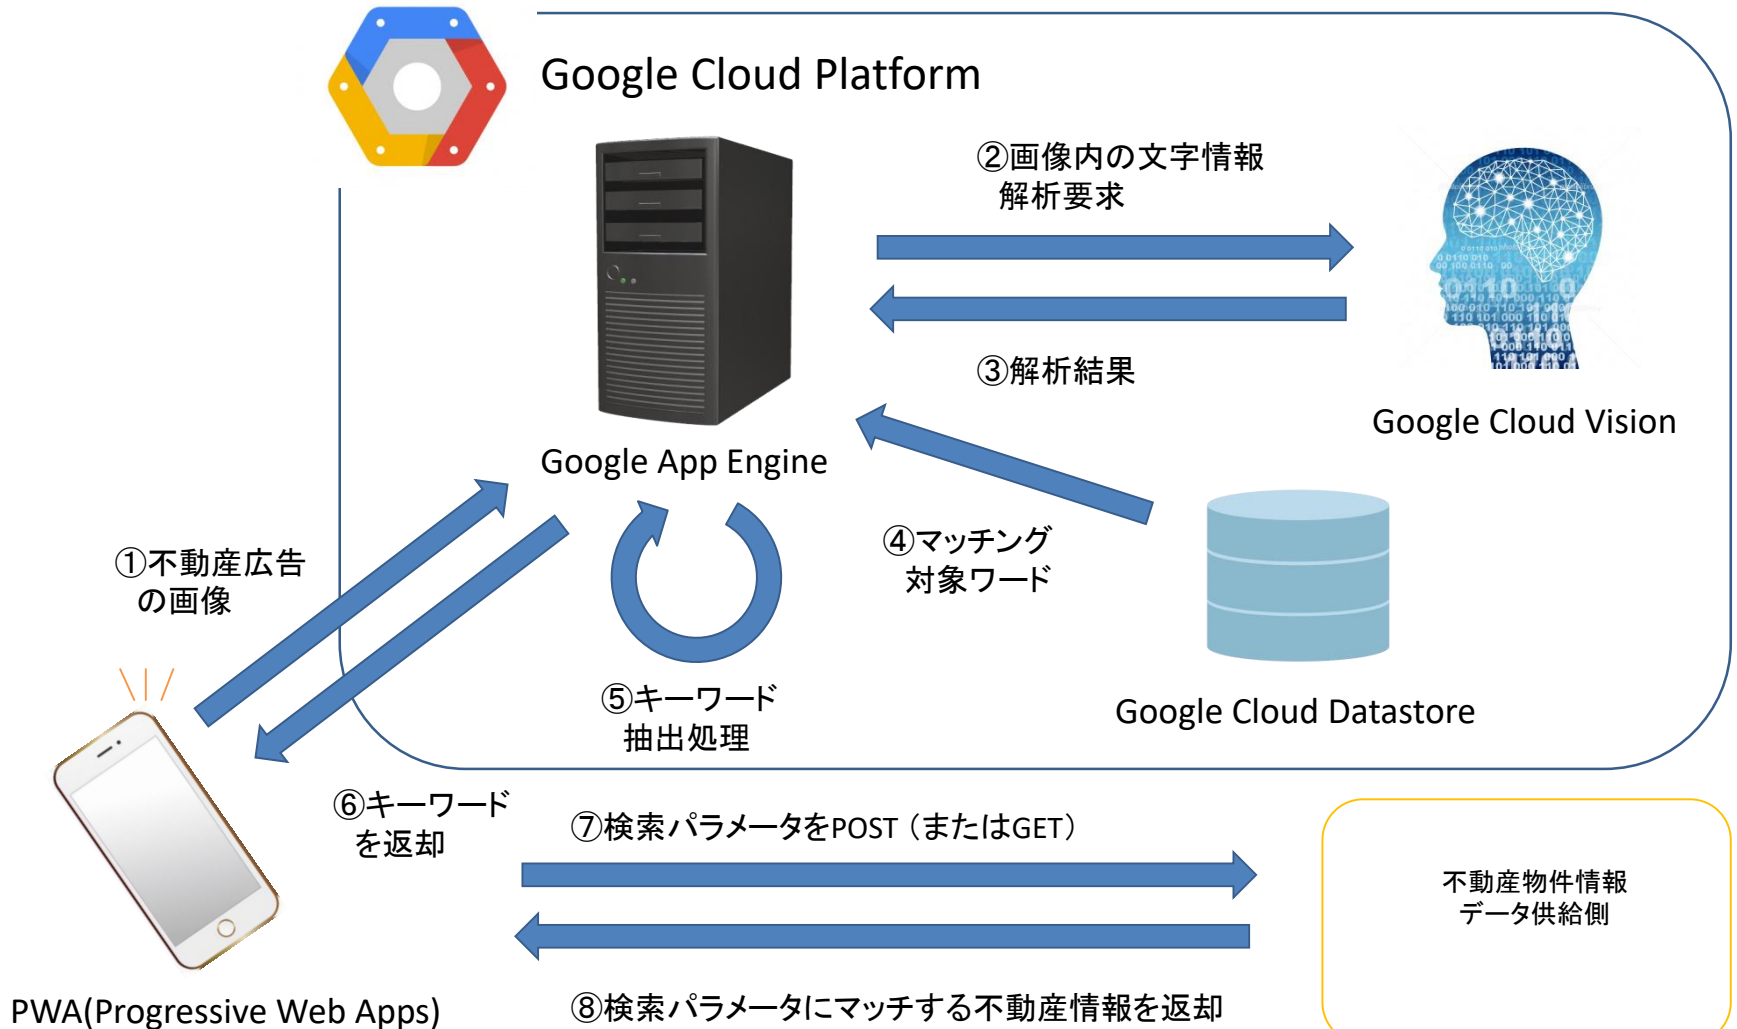 Google Cloud Platform
②画像内の文字情報
解析要求
③解析結果
Google Cloud Vision
Google App Engine
①不動産広告
の画像
④マッチング
対象ワード
⑤キーワード
抽出処理
Google Cloud Datastore
⑥キーワード
を返却
⑦検索パラメータをPOST（またはGET）
不動産物件情報
データ供給側
PWA(Progressive Web Apps)
⑧検索パラメータにマッチする不動産情報を返却